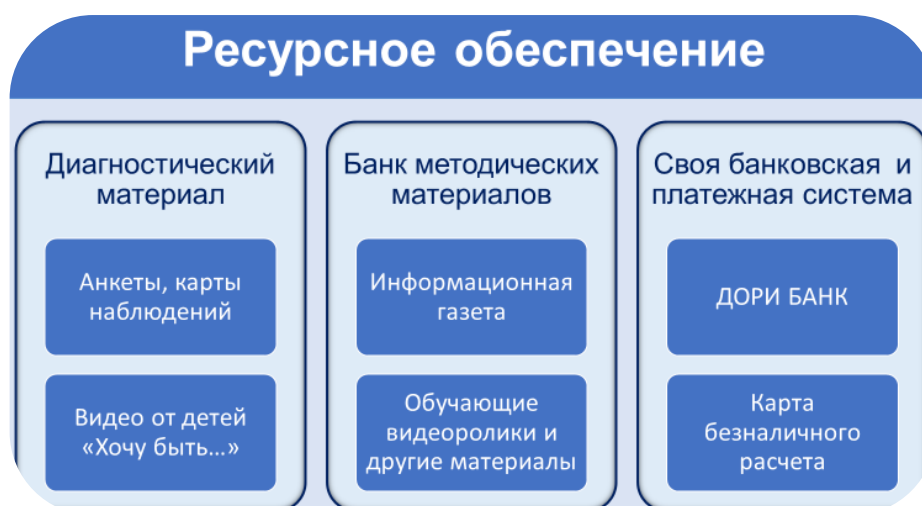 Ресурсное обеспечение
Диагностический
материал
Анкеты, карты
наблюдений
Видео от детей
«Хочу быть…»
Банк методических
материалов
Информационная
газета
Обучающие
видеоролики и
другие материалы
Своя банковская и
платежная система
ДОРИ БАНК
Карта
безналичного
расчета